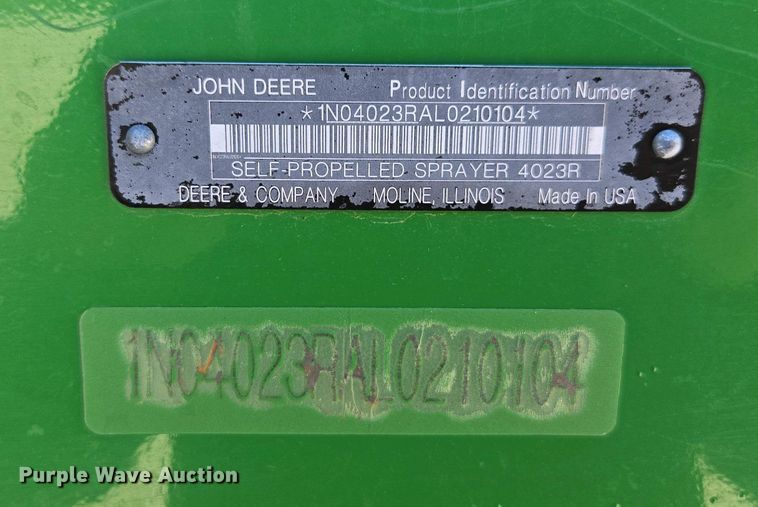 JOHN DEERE Product Identification Number
*1N04023RAL0210104*
SELF-PROPELLED SPRAYER 4023R
DEERE & COMPANY MOLINE, ILLINOIS Made In USA
1N04023RAL0210104
Purple Wave Auction